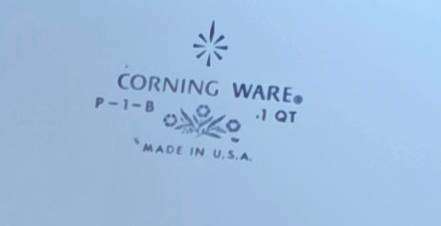 CORNING WARE®
P-1-B .1 QT
MADE IN U.S.A.